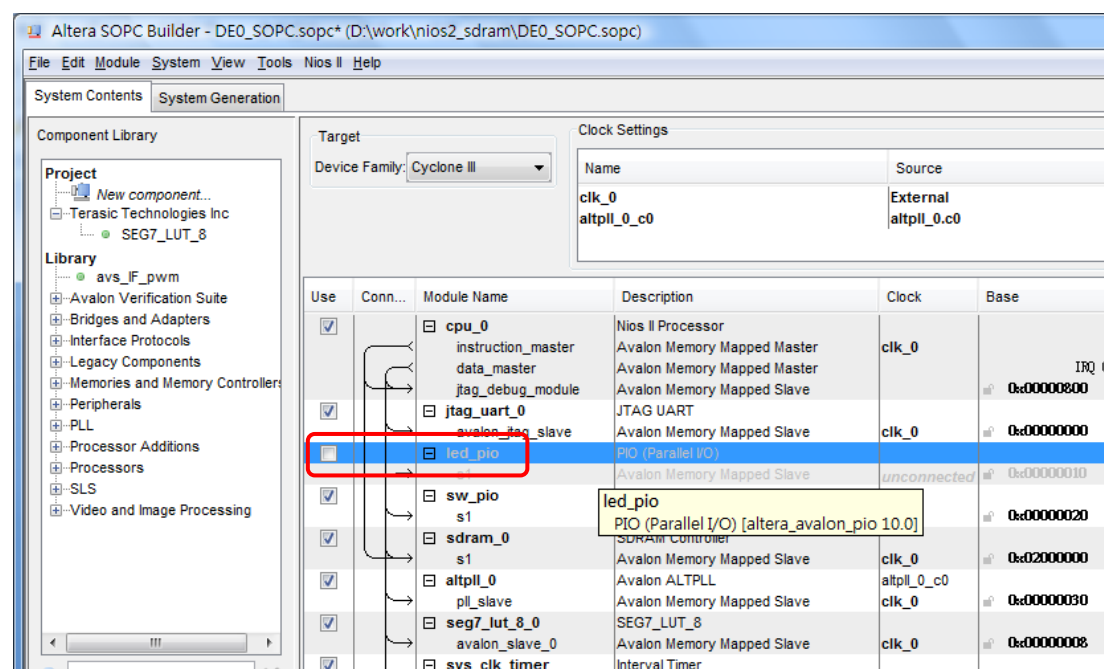 Altera SOPC Builder - DE0_SOPC.sopc* (D:\work\nios2_sdram\DE0_SOPC.sopc)
File Edit Module System View Tools Nios II Help
System Contents System Generation
Component Library
Project
New component...
Terasic Technologies Inc
SEG7_LUT_8
Library
avs_IF_pwm
Avalon Verification Suite
Bridges and Adapters
Interface Protocols
Legacy Components
Memories and Memory Controllers
Peripherals
PLL
Processor Additions
Processors
SLS
Video and Image Processing
Target
Device Family: Cyclone III
Clock Settings
Name Source
clk_0 External
altpll_0_c0 altpll_0.c0
Use Conn... Module Name Description Clock Base
cpu_0 Nios II Processor
instruction_master Avalon Memory Mapped Master clk_0
data_master Avalon Memory Mapped Master IRQ
jtag_debug_module Avalon Memory Mapped Slave 0x00000800
jtag_uart_0 JTAG UART
avalon_jtag_slave Avalon Memory Mapped Slave clk_0 0x00000000
led_pio PIO (Parallel I/O)
s1 Avalon Memory Mapped Slave unconnected 0x00000010
sw_pio
s1 0x00000020
led_pio
PIO (Parallel I/O) [altera_avalon_pio 10.0]
sdram_0 SDRAM Controller
s1 Avalon Memory Mapped Slave clk_0 0x02000000
altpll_0 Avalon ALTPLL altpll_0_c0
pll_slave Avalon Memory Mapped Slave clk_0 0x00000030
seg7_lut_8_0 SEG7_LUT_8
avalon_slave_0 Avalon Memory Mapped Slave clk_0 0x00000008
sys_clk_timer Interval Timer